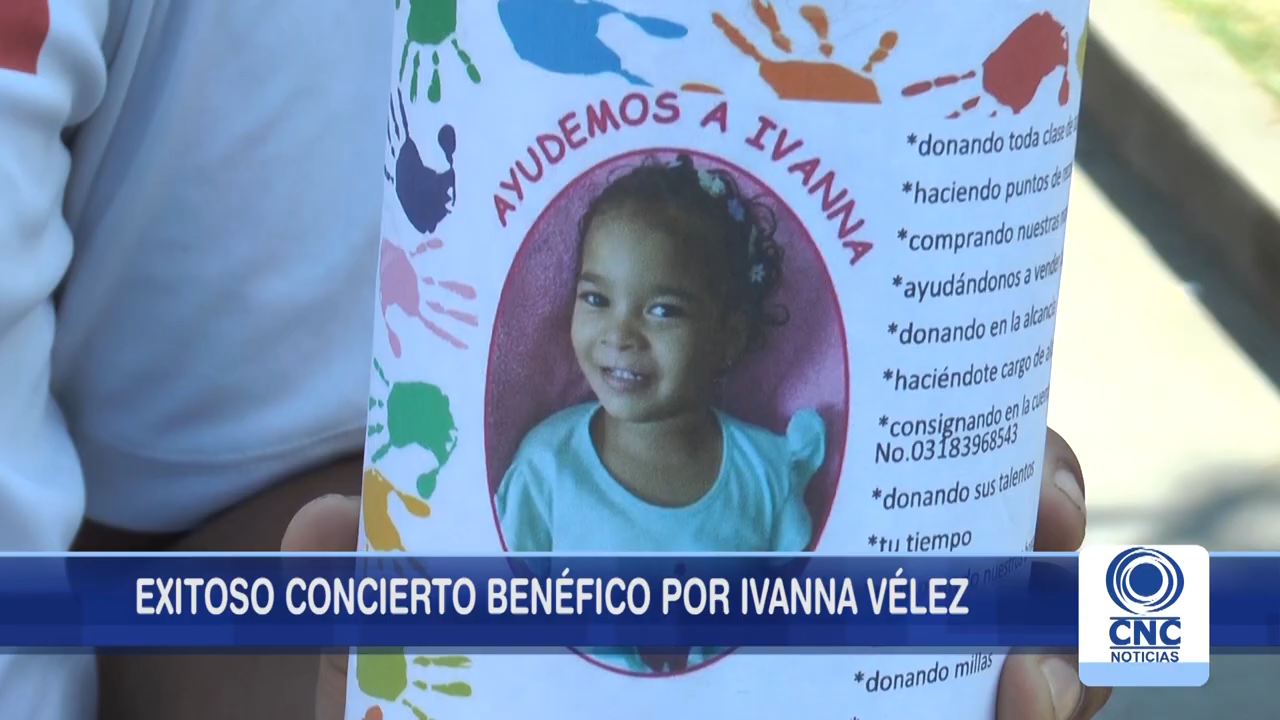 AYUDEMOS A IVANNA
*donando toda clase de
*haciendo puntos de
*comprando nuestras
*ayudándonos a vender
*donando en la alcancía
*haciéndote cargo de
*consignando en la
No.03183968543
*donando sus talentos
*tu tiempo
*donando millas
EXITOSO CONCIERTO BENÉFICO POR IVANNA VÉLEZ
CNC
NOTICIAS